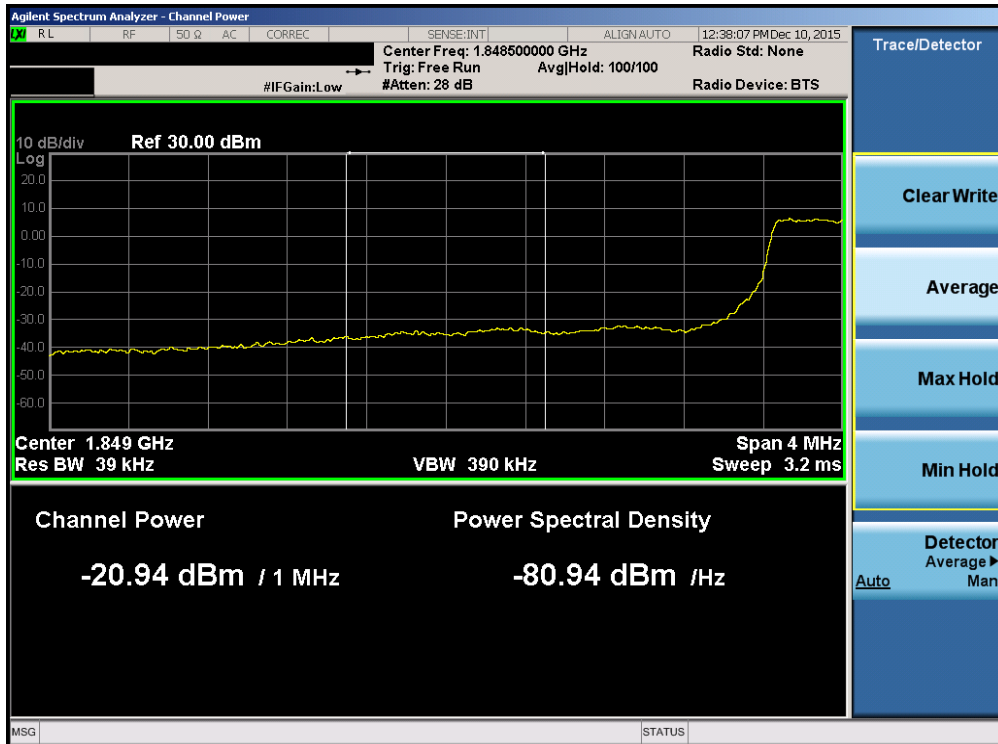 Agilent Spectrum Analyzer - Channel Power
LXI RL RF 50 Ω AC CORREC SENSE:INT ALIGN AUTO 12:38:07 PM Dec 10, 2015
Center Freq: 1.848500000 GHz Radio Std: None
Trig: Free Run Avg|Hold: 100/100
#IFGain:Low #Atten: 28 dB Radio Device: BTS
Trace/Detector
10 dB/div Ref 30.00 dBm
Log
20.0
10.0
0.00
-10.0
-20.0
-30.0
-40.0
-50.0
-60.0
Center 1.849 GHz Span 4 MHz
Res BW 39 kHz VBW 390 kHz Sweep 3.2 ms
Channel Power Power Spectral Density
-20.94 dBm / 1 MHz -80.94 dBm /Hz
Clear Write
Average
Max Hold
Min Hold
Detector
Average▶
Auto Man
MSG STATUS